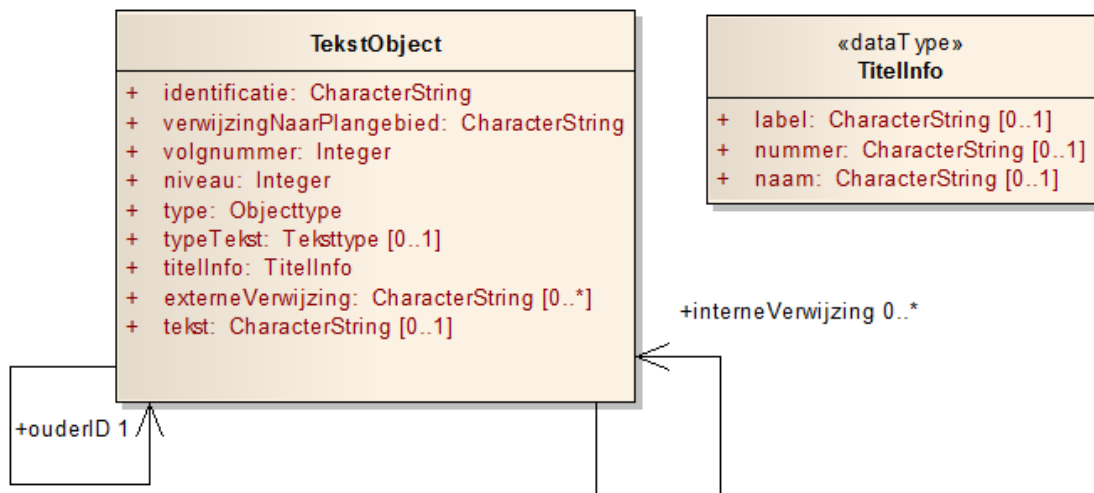 TekstObject
+ identificatie: CharacterString
+ verwijzingNaarPlangebied: CharacterString
+ volgnummer: Integer
+ niveau: Integer
+ type: Objecttype
+ typeTekst: Teksttype [0..1]
+ titelInfo: TitelInfo
+ externeVerwijzing: CharacterString [0..*]
+ tekst: CharacterString [0..1]
«dataType»
TitelInfo
+ label: CharacterString [0..1]
+ nummer: CharacterString [0..1]
+ naam: CharacterString [0..1]
+interneVerwijzing 0..*
+ouderID 1